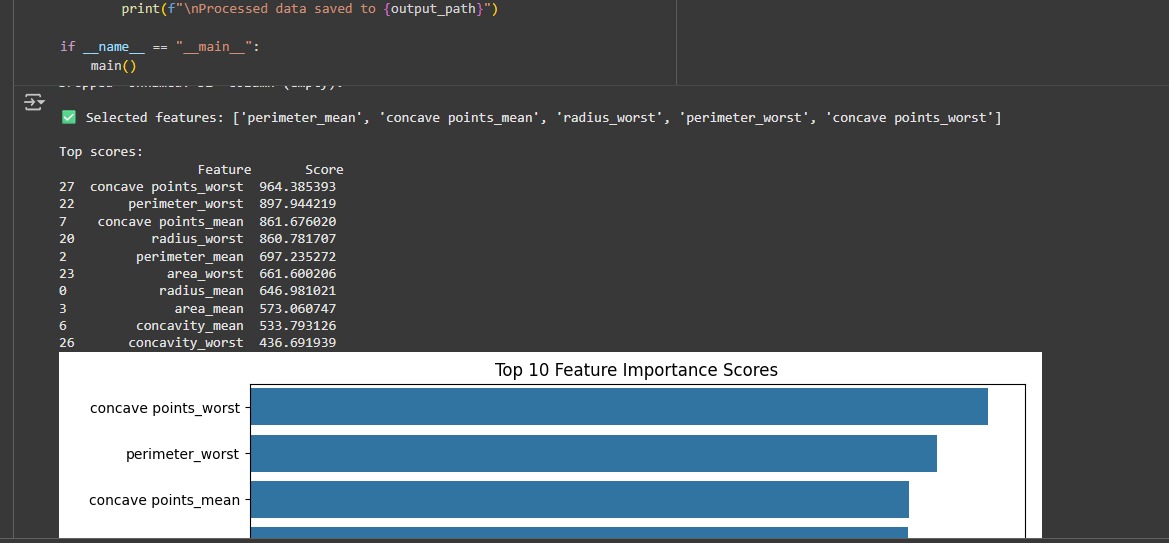 print(f"\nProcessed data saved to {output_path}")
if __name__ == "__main__":
main()
✅ Selected features: ['perimeter_mean', 'concave points_mean', 'radius_worst', 'perimeter_worst', 'concave points_worst']
Top scores:
Feature Score
27 concave points_worst 964.385393
22 perimeter_worst 897.944219
7 concave points_mean 861.676020
20 radius_worst 860.781707
2 perimeter_mean 697.235272
23 area_worst 661.600206
0 radius_mean 646.981021
3 area_mean 573.060747
6 concavity_mean 533.793126
26 concavity_worst 436.691939
Top 10 Feature Importance Scores
concave points_worst
perimeter_worst
concave points_mean